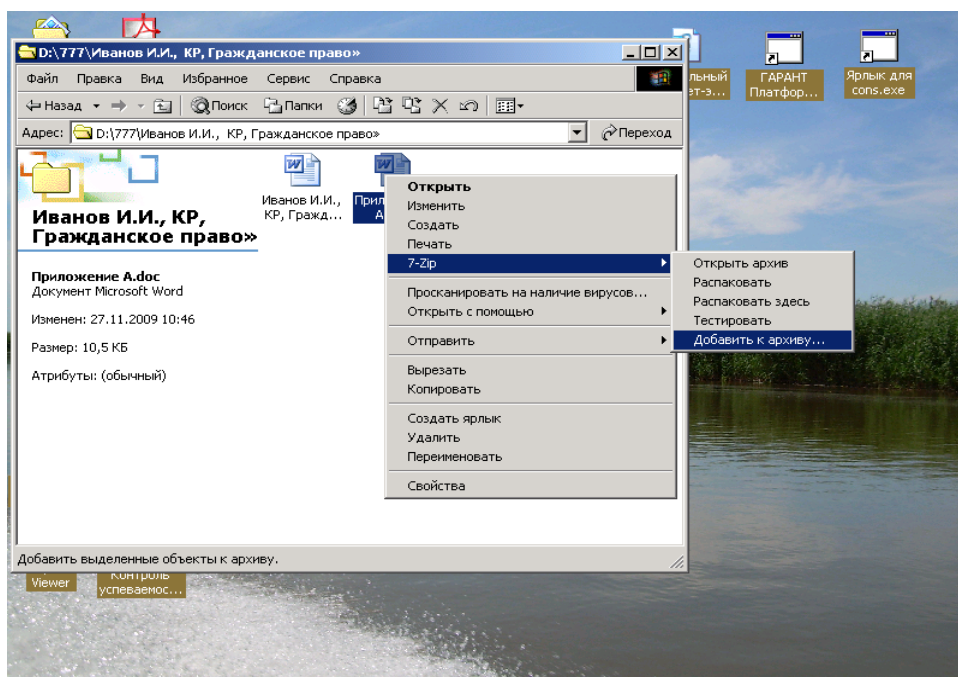 D:\777\Иванов И.И., КР, Гражданское право»
Файл Правка Вид Избранное Сервис Справка
Назад Поиск Папки
Адрес: D:\777\Иванов И.И., КР, Гражданское право» Переход
Иванов И.И., КР,
Гражданское право»
Приложение A.doc
Документ Microsoft Word
Изменен: 27.11.2009 10:46
Размер: 10,5 КБ
Атрибуты: (обычный)
Иванов И.И.,
КР, Гражд...
Открыть
Изменить
Создать
Печать
7-Zip
Просканировать на наличие вирусов...
Открыть с помощью
Отправить
Вырезать
Копировать
Создать ярлык
Удалить
Переименовать
Свойства
Открыть архив
Распаковать
Распаковать здесь
Тестировать
Добавить к архиву...
Добавить выделенные объекты к архиву.
ГАРАНТ
Платфор...
Ярлык для
cons.exe
Viewer
Контроль
успеваемос...